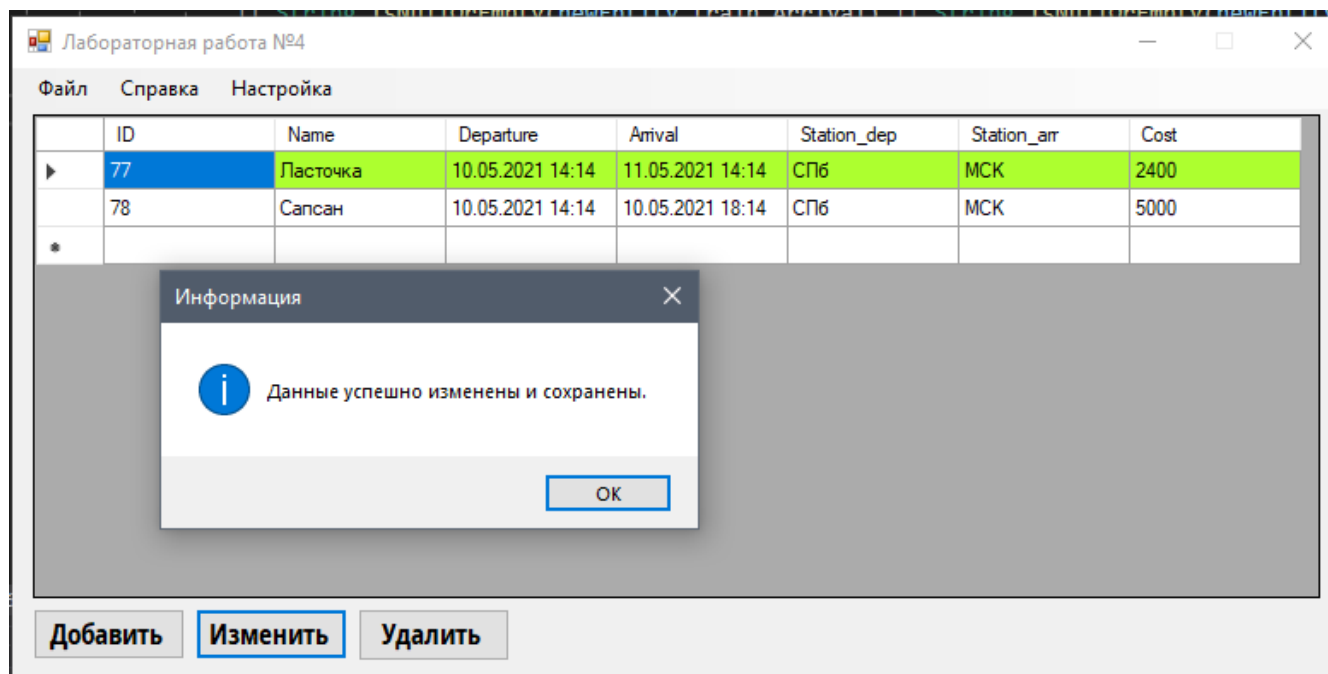 Лабораторная работа №4
Файл Справка Настройка
ID Name Departure Arrival Station_dep Station_arr Cost
77 Ласточка 10.05.2021 14:14 11.05.2021 14:14 СПб МСК 2400
78 Сапсан 10.05.2021 14:14 10.05.2021 18:14 СПб МСК 5000
Информация
Данные успешно изменены и сохранены.
ОК
Добавить Изменить Удалить